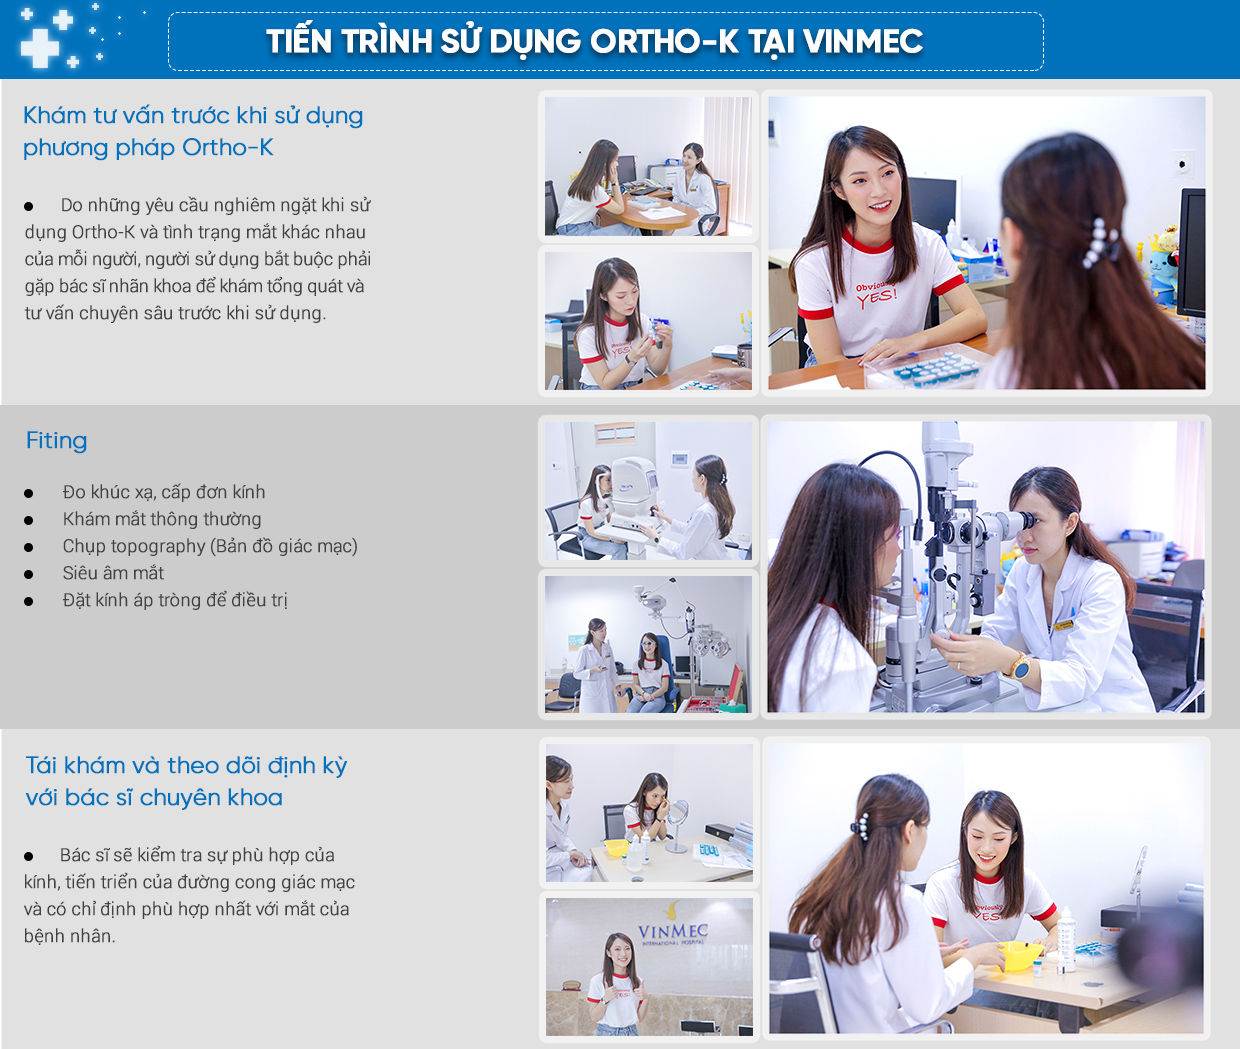 TIẾN TRÌNH SỬ DỤNG ORTHO-K TẠI VINMEC
Khám tư vấn trước khi sử dụng
phương pháp Ortho-K
● Do những yêu cầu nghiêm ngặt khi sử
dụng Ortho-K và tình trạng mắt khác nhau
của mỗi người, người sử dụng bắt buộc phải
gặp bác sĩ nhãn khoa để khám tổng quát và
tư vấn chuyên sâu trước khi sử dụng.
Obviously
YES!
YES!
Fiting
● Đo khúc xạ, cấp đơn kính
● Khám mắt thông thường
● Chụp topography (Bản đồ giác mạc)
● Siêu âm mắt
● Đặt kính áp tròng để điều trị
Tái khám và theo dõi định kỳ
với bác sĩ chuyên khoa
● Bác sĩ sẽ kiểm tra sự phù hợp của
kính, tiến triển của đường cong giác mạc
và có chỉ định phù hợp nhất với mắt của
bệnh nhân.
Obviously
YES!
VINMEC
INTERNATIONAL HOSPITAL
YES!